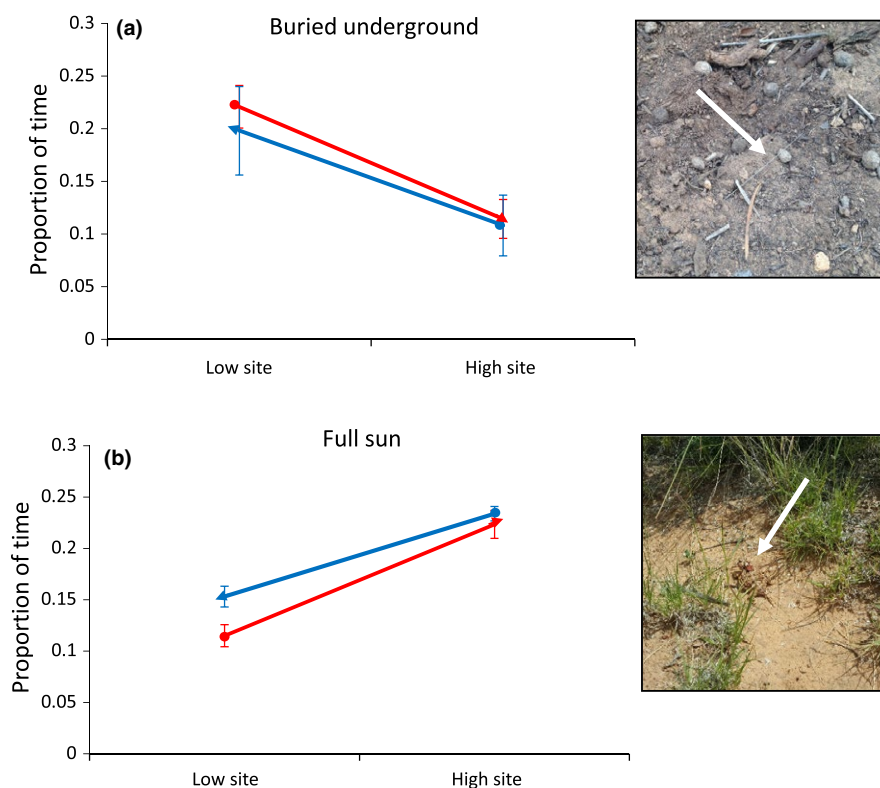 (a) Buried underground
0.3
0.25
0.2
0.15
0.1
0.05
0
Proportion of time
Low site High site
(b) Full sun
0.3
0.25
0.2
0.15
0.1
0.05
0
Proportion of time
Low site High site